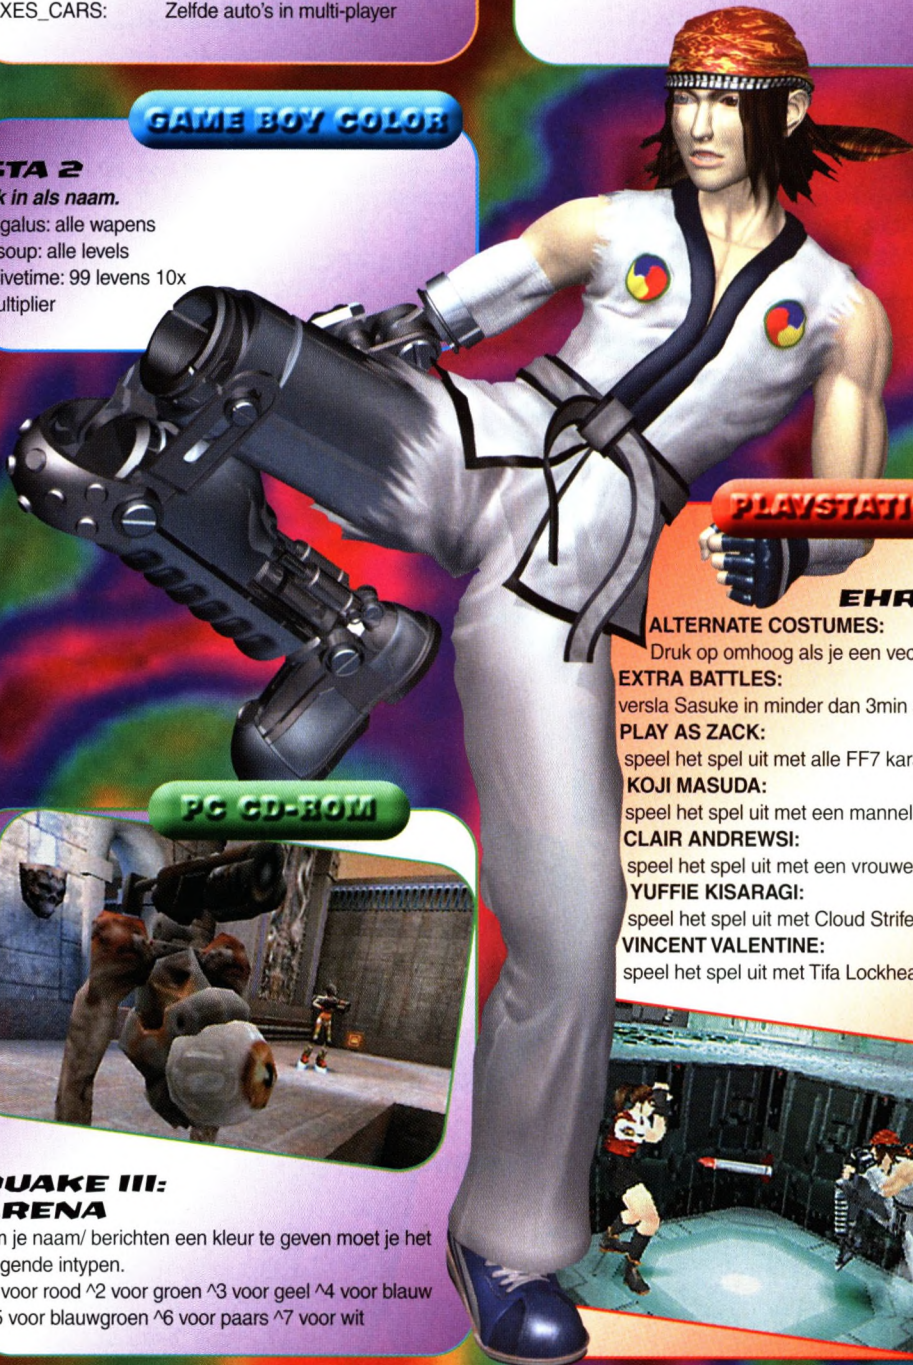 XES_CARS: Zelfde auto's in multi-player
GAME BOY COLOR
TA 2
k in als naam.
galus: alle wapens
soup: alle levels
ivetime: 99 levens 10x
ultiplier
PLAYSTATI
EHR
ALTERNATE COSTUMES:
Druk op omhoog als je een vec
EXTRA BATTLES:
versla Sasuke in minder dan 3min
PLAY AS ZACK:
speel het spel uit met alle FF7 kar
KOJI MASUDA:
speel het spel uit met een mannel
CLAIR ANDREWSI:
speel het spel uit met een vrouwe
YUFFIE KISARAGI:
speel het spel uit met Cloud Strife
VINCENT VALENTINE:
speel het spel uit met Tifa Lockhea
PC CD-ROM
UAKE III:
RENA
m je naam/ berichten een kleur te geven moet je het
gende intypen.
voor rood ^2 voor groen ^3 voor geel ^4 voor blauw
5 voor blauwgroen ^6 voor paars ^7 voor wit